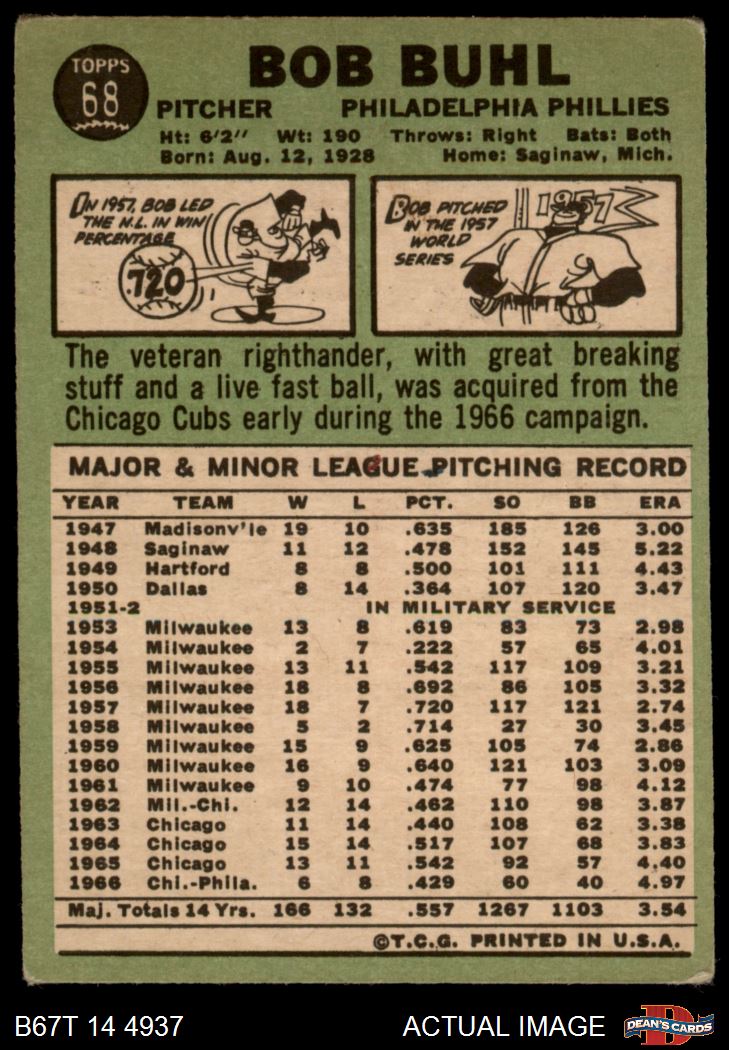 TOPPS
68
BOB BUHL
PITCHER PHILADELPHIA PHILLIES
Ht: 6'2" Wt: 190 Throws: Right Bats: Both
Born: Aug. 12, 1928 Home: Saginaw, Mich.
IN 1957, BOB LED
THE N.L. IN WIN
PERCENTAGE
.720
BOB PITCHED
IN THE 1957
WORLD
SERIES
1957
The veteran righthander, with great breaking
stuff and a live fast ball, was acquired from the
Chicago Cubs early during the 1966 campaign.
MAJOR & MINOR LEAGUE PITCHING RECORD
YEAR TEAM W L PCT. SO BB ERA
1947 Madisonv'le 19 10 .635 185 126 3.00
1948 Saginaw 11 12 .478 152 145 5.22
1949 Hartford 8 8 .500 101 111 4.43
1950 Dallas 8 14 .364 107 120 3.47
1951-2 IN MILITARY SERVICE
1953 Milwaukee 13 8 .619 83 73 2.98
1954 Milwaukee 2 7 .222 57 65 4.01
1955 Milwaukee 13 11 .542 117 109 3.21
1956 Milwaukee 18 8 .692 86 105 3.32
1957 Milwaukee 18 7 .720 117 121 2.74
1958 Milwaukee 5 2 .714 27 30 3.45
1959 Milwaukee 15 9 .625 105 74 2.86
1960 Milwaukee 16 9 .640 121 103 3.09
1961 Milwaukee 9 10 .474 77 98 4.12
1962 Mil.-Chi. 12 14 .462 110 98 3.87
1963 Chicago 11 14 .440 108 62 3.38
1964 Chicago 15 14 .517 107 68 3.83
1965 Chicago 13 11 .542 92 57 4.40
1966 Chi.-Phila. 6 8 .429 60 40 4.97
Maj. Totals 14 Yrs. 166 132 .557 1267 1103 3.54
©T.C.G. PRINTED IN U.S.A.
B67T 14 4937 ACTUAL IMAGE
D
DEAN'S CARDS